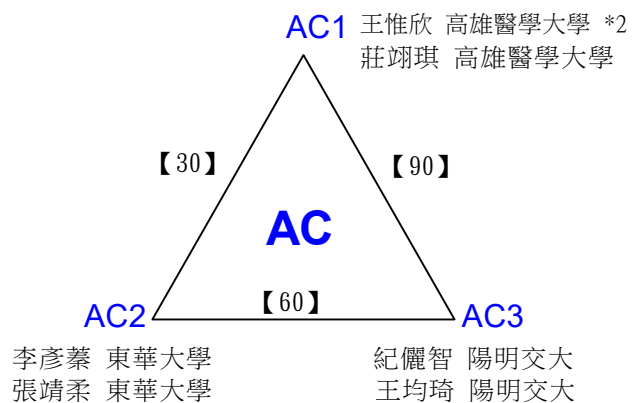 AC1 王惟欣 高雄醫學大學 *2
莊翊琪 高雄醫學大學
【30】
【90】
AC
【60】
AC2
AC3
李彥蓁 東華大學
紀儷智 陽明交大
張靖柔 東華大學
王均琦 陽明交大